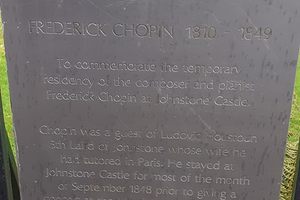 FREDERICK CHOPIN 1810 - 1849
To commemorate the temporary
residency of the composer and pianist
Frederick Chopin at Johnstone Castle.
Chopin was a guest of Ludovic Houstoun
5th Laird of Johnstone whose wife he
had tutored in Paris. He stayed at
Johnstone Castle for most of the month
of September 1848 prior to giving a